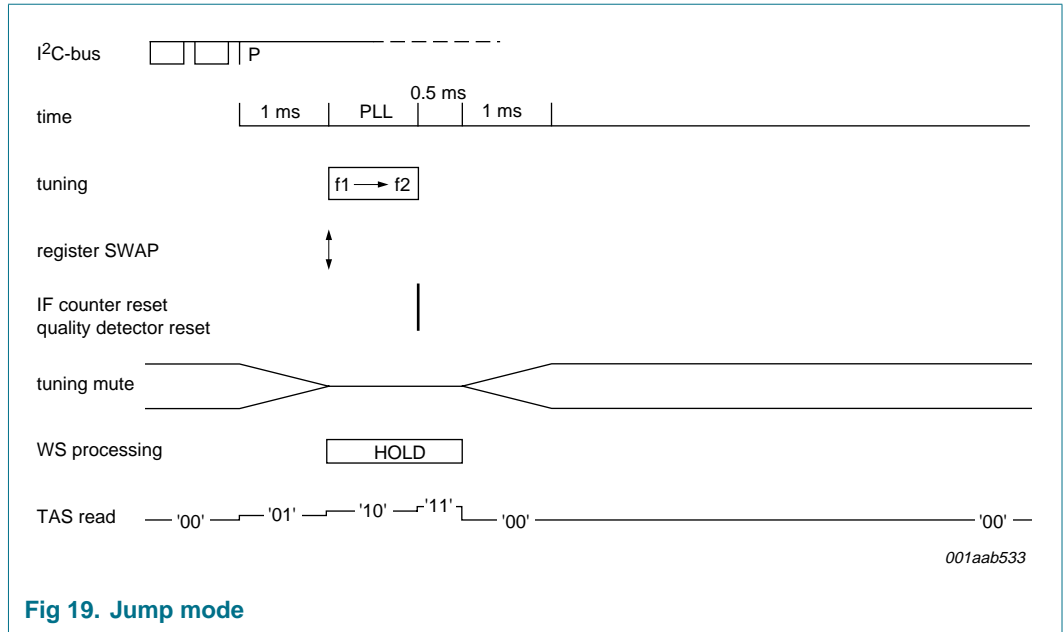 I²C-bus P
0.5 ms
time 1 ms PLL 1 ms
tuning f1 f2
register SWAP
IF counter reset
quality detector reset
tuning mute
WS processing HOLD
TAS read '00' '01' '10' '11' '00' '00'
001aab533
Fig 19. Jump mode